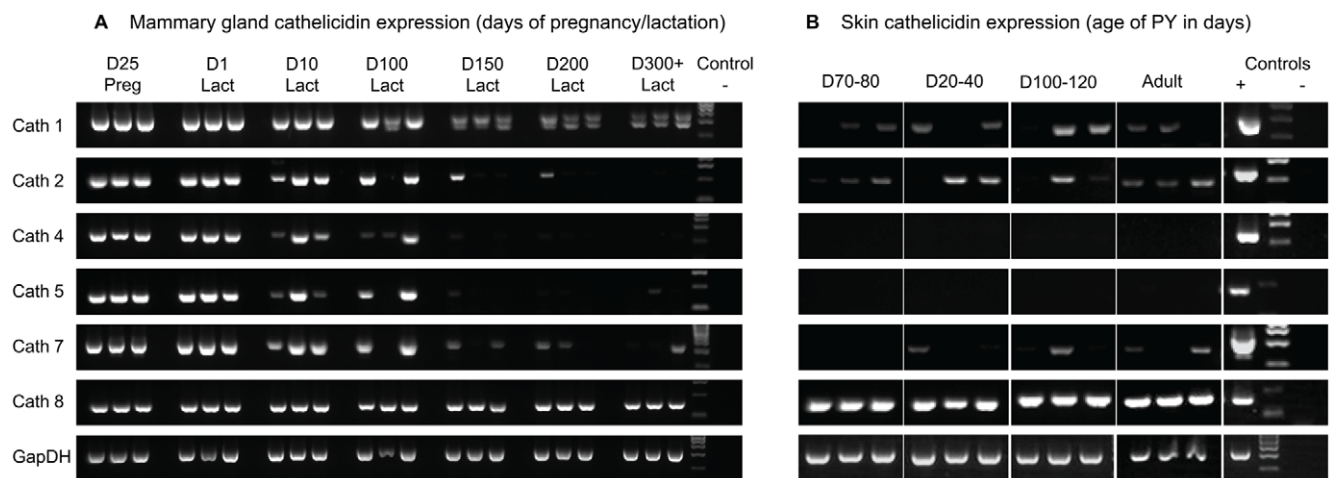 A Mammary gland cathelicidin expression (days of pregnancy/lactation)
D25 D1 D10 D100 D150 D200 D300+ Control
Preg Lact Lact Lact Lact Lact Lact -
Cath 1
Cath 2
Cath 4
Cath 5
Cath 7
Cath 8
GapDH
B Skin cathelicidin expression (age of PY in days)
Controls
D70-80 D20-40 D100-120 Adult + -